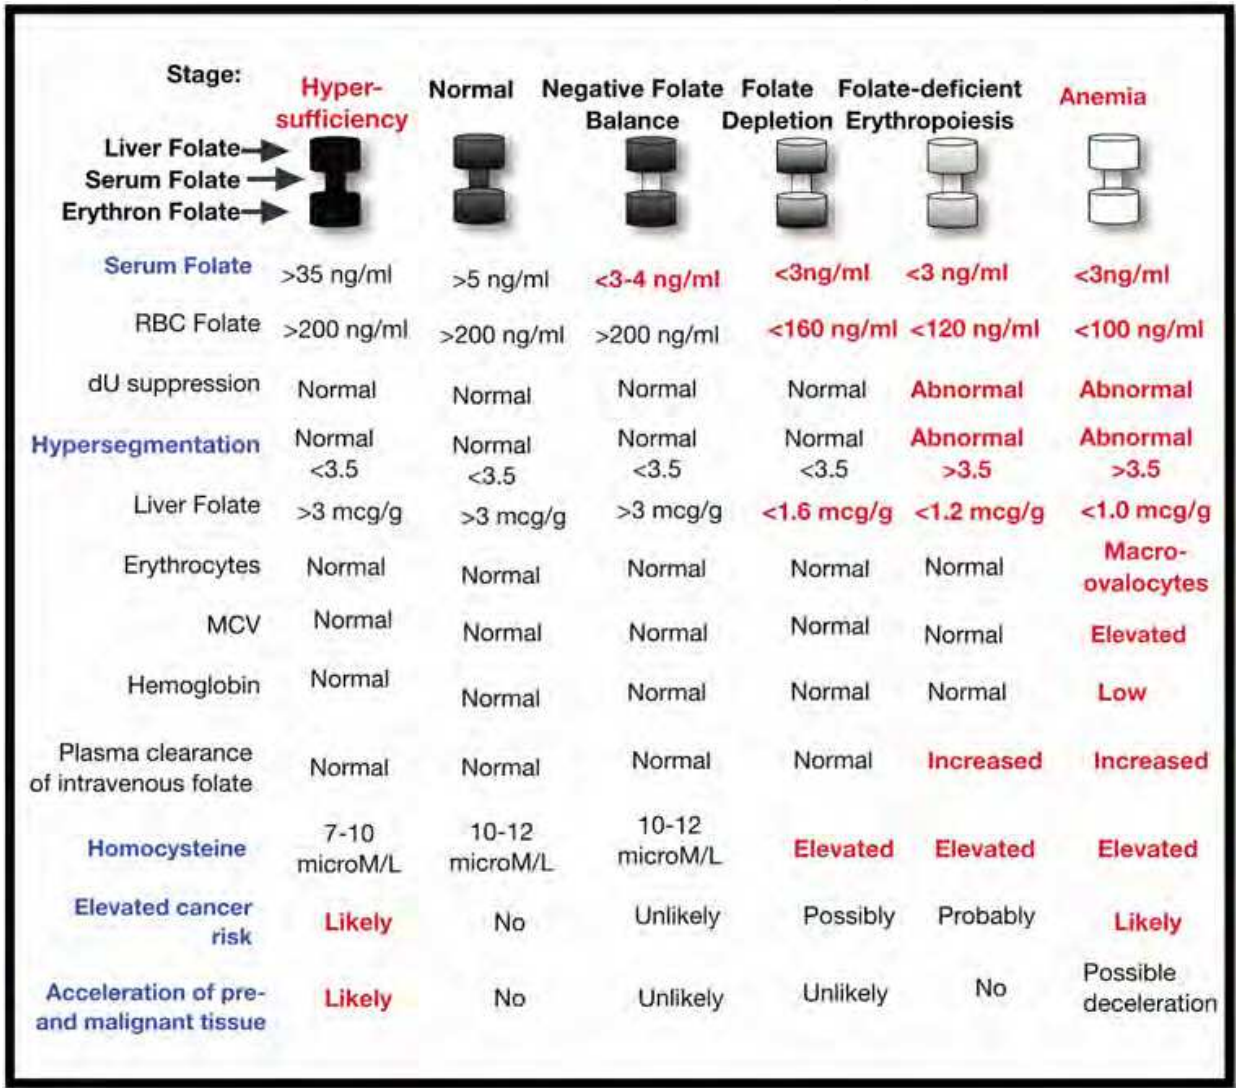 Stage:
Hyper-
sufficiency
Normal
Negative Folate
Balance
Folate
Depletion
Folate-deficient
Erythropoiesis
Anemia
Liver Folate
Serum Folate
Erythron Folate
Serum Folate >35 ng/ml >5 ng/ml <3-4 ng/ml <3ng/ml <3 ng/ml <3ng/ml
RBC Folate >200 ng/ml >200 ng/ml >200 ng/ml <160 ng/ml <120 ng/ml <100 ng/ml
dU suppression Normal Normal Normal Normal Abnormal Abnormal
Hypersegmentation Normal Normal Normal Normal Abnormal Abnormal
<3.5 <3.5 <3.5 <3.5 >3.5 >3.5
Liver Folate >3 mcg/g >3 mcg/g >3 mcg/g <1.6 mcg/g <1.2 mcg/g <1.0 mcg/g
Erythrocytes Normal Normal Normal Normal Normal Macro-
ovalocytes
MCV Normal Normal Normal Normal Normal Elevated
Hemoglobin Normal Normal Normal Normal Normal Low
Plasma clearance
of intravenous folate Normal Normal Normal Normal Increased Increased
Homocysteine 7-10 10-12 10-12 Elevated Elevated Elevated
microM/L microM/L microM/L
Elevated cancer
risk Likely No Unlikely Possibly Probably Likely
Acceleration of pre-
and malignant tissue Likely No Unlikely Unlikely No Possible
deceleration